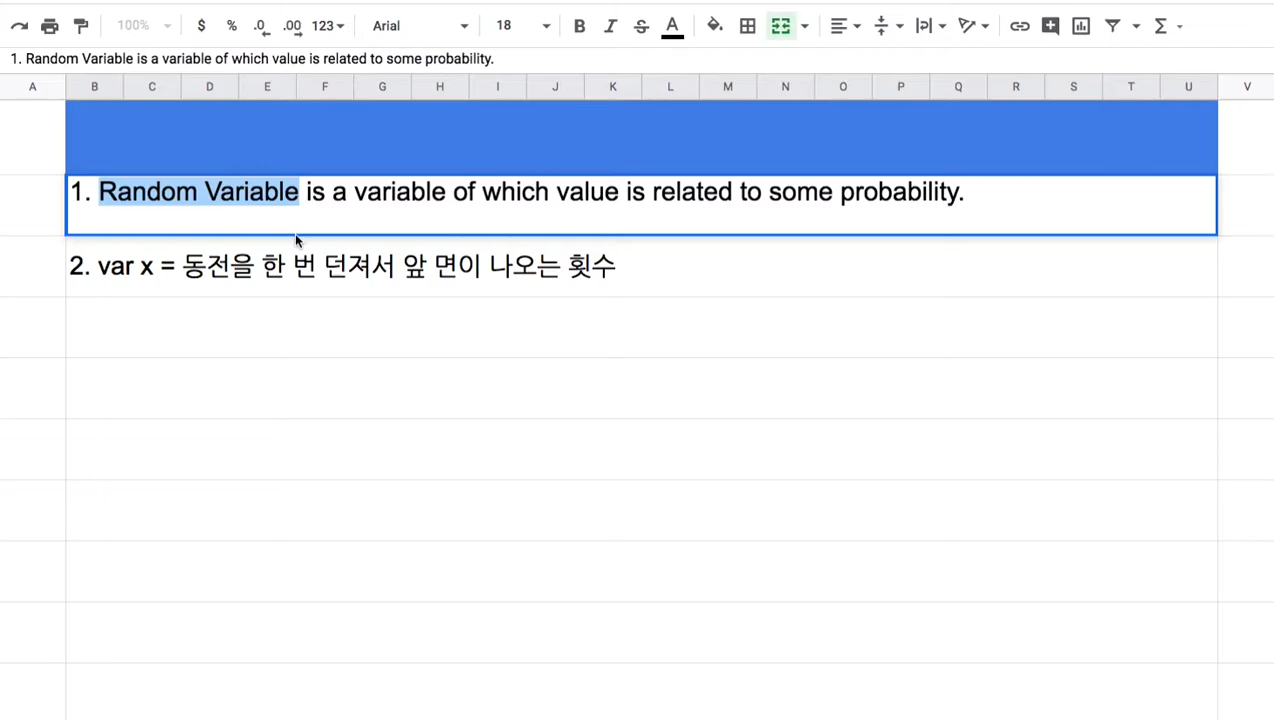 100% $ % .0 .00 123 Arial 18 B I S A Σ
1. Random Variable is a variable of which value is related to some probability.
A B C D E F G H I J K L M N O P Q R S T U V
1. Random Variable is a variable of which value is related to some probability.
2. var x = 동전을 한 번 던져서 앞 면이 나오는 횟수